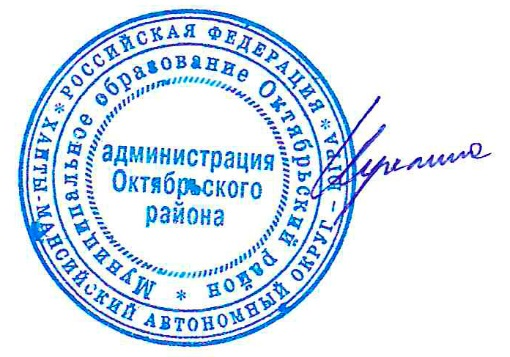 РОССИЙСКАЯ ФЕДЕРАЦИЯ * ХАНТЫ-МАНСИЙСКИЙ АВТОНОМНЫЙ ОКРУГ – ЮГРА *
Муниципальное образование Октябрьский район *
администрация
Октябрьского
района